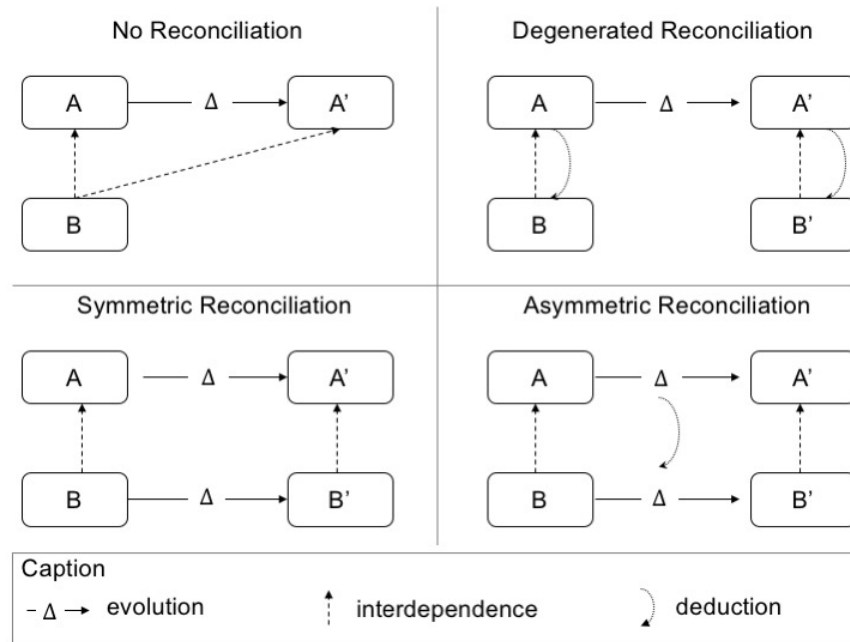 No Reconciliation
A Δ A'
B
Degenerated Reconciliation
A Δ A'
B B'
Symmetric Reconciliation
A Δ A'
B Δ B'
Asymmetric Reconciliation
A Δ A'
B Δ B'
Caption
Δ evolution interdependence deduction